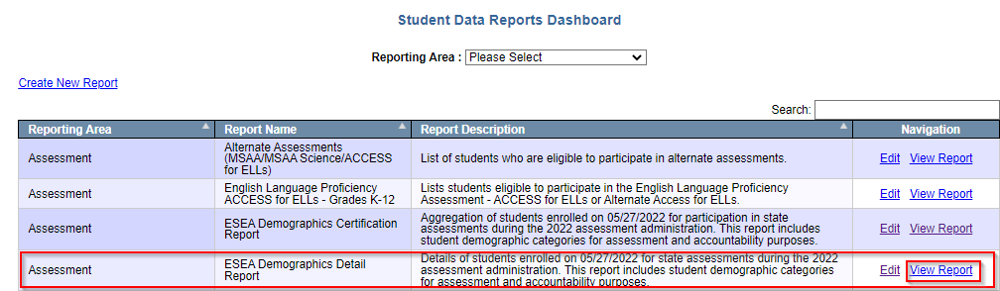 Student Data Reports Dashboard
Reporting Area : Please Select
Create New Report
Search:
Reporting Area Report Name Report Description Navigation
Assessment
Alternate Assessments
(MSAA/MSAA Science/ACCESS
for ELLs)
List of students who are eligible to participate in alternate assessments.
Edit View Report
Assessment
English Language Proficiency
ACCESS for ELLs - Grades K-12
Lists students eligible to participate in the English Language Proficiency
Assessment - ACCESS for ELLs or Alternate Access for ELLs.
Edit View Report
Assessment
ESEA Demographics Certification
Report
Aggregation of students enrolled on 05/27/2022 for participation in state
assessments during the 2022 assessment administration. This report includes
student demographic categories for assessment and accountability purposes.
Edit View Report
Assessment
ESEA Demographics Detail
Report
Details of students enrolled on 05/27/2022 for state assessments during the 2022
assessment administration. This report includes student demographic categories
for assessment and accountability purposes.
Edit View Report